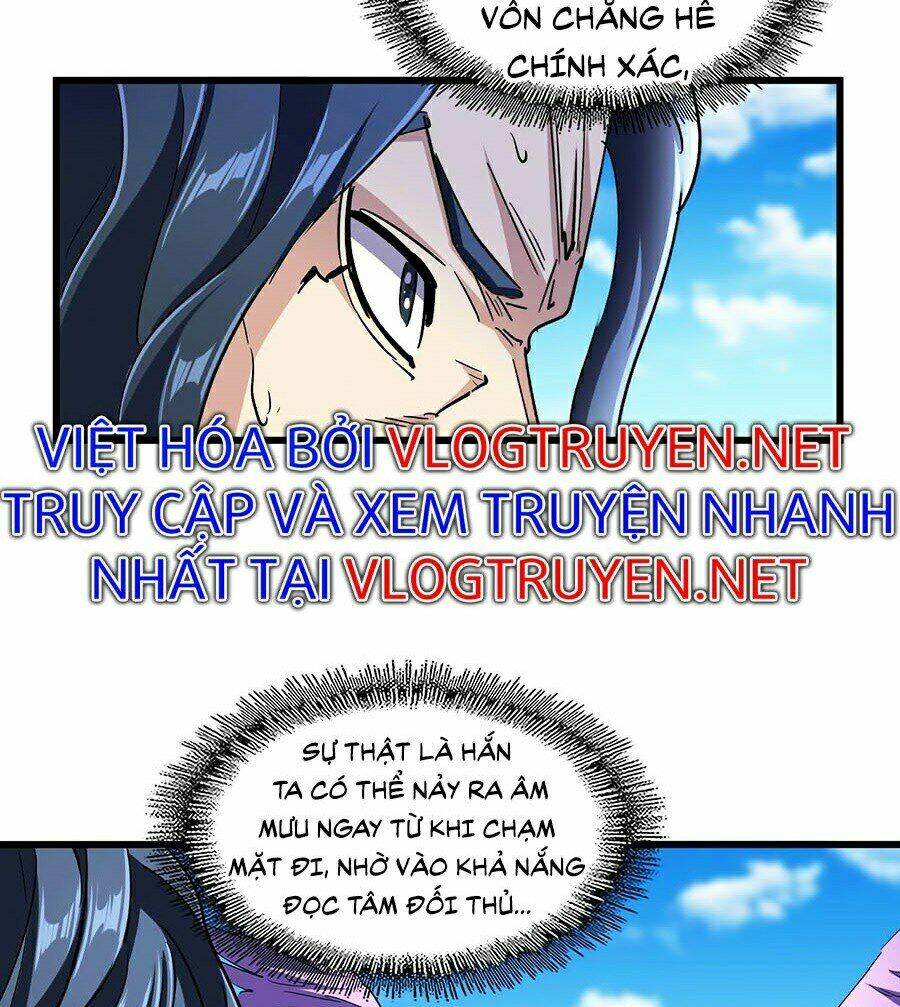 VỐN CHẲNG HỀ
CHÍNH XÁC,
VIỆT HÓA BỞI VLOGTRUYEN.NET
TRUY CẬP VÀ XEM TRUYỆN NHANH
NHẤT TẠI VLOGTRUYEN.NET
SỰ THẬT LÀ HẮN
TA CÓ THỂ NẢY RA ÂM
MƯU NGAY TỪ KHI CHẠM
MẶT ĐI, NHỜ VÀO KHẢ NẮNG
ĐỌC TÂM ĐỐI THỦ...